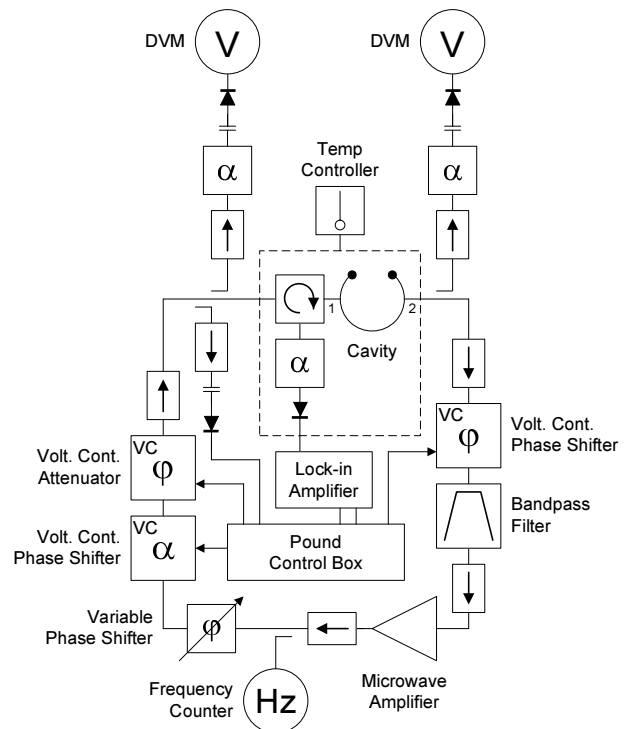 DVM
V
DVM
V
α
α
Temp
Controller
1
2
Cavity
α
VC
φ
Volt. Cont.
Attenuator
VC
φ
Volt. Cont.
Phase Shifter
Lock-in
Amplifier
Bandpass
Filter
VC
α
Volt. Cont.
Phase Shifter
Pound
Control Box
Variable
Phase Shifter
φ
Frequency
Counter
Hz
Microwave
Amplifier